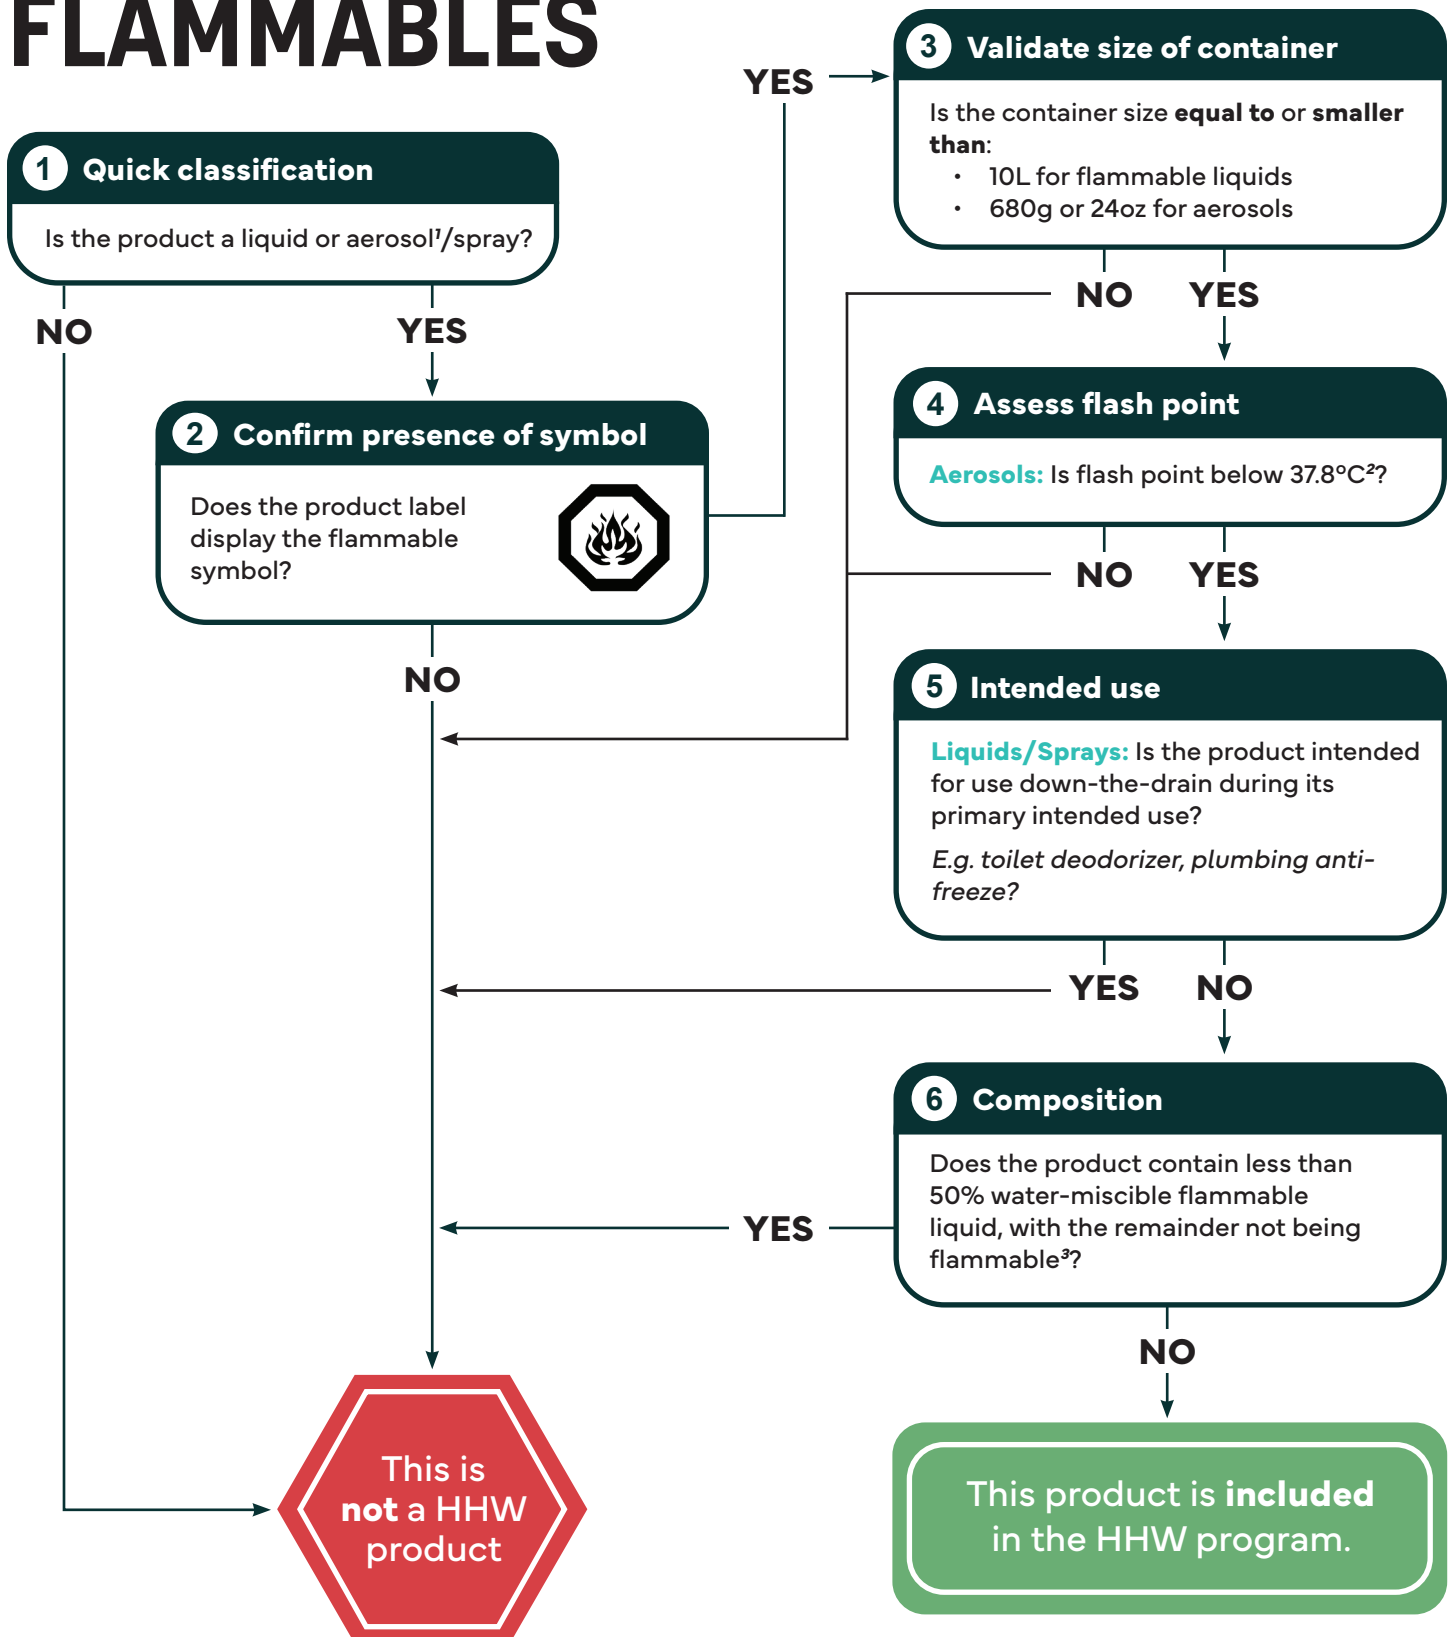 FLAMMABLES
1 Quick classification
Is the product a liquid or aerosol¹/spray?
NO
YES
2 Confirm presence of symbol
Does the product label
display the flammable
symbol?
YES
NO
3 Validate size of container
Is the container size equal to or smaller
than:
• 10L for flammable liquids
• 680g or 24oz for aerosols
NO YES
4 Assess flash point
Aerosols: Is flash point below 37.8°C²?
NO YES
5 Intended use
Liquids/Sprays: Is the product intended
for use down-the-drain during its
primary intended use?
E.g. toilet deodorizer, plumbing anti-
freeze?
YES NO
6 Composition
Does the product contain less than
50% water-miscible flammable
liquid, with the remainder not being
flammable³?
YES
NO
This is
not a HHW
product
This product is included
in the HHW program.